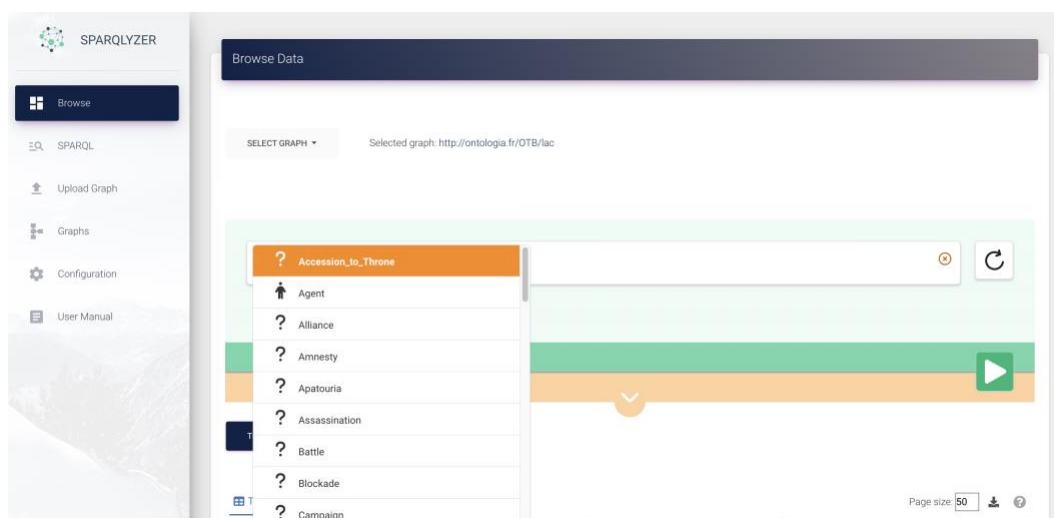 SPARQLYZER
Browse Data
Browse
SELECT GRAPH
Selected graph: http://ontologia.fr/OTB/lac
SPARQL
Upload Graph
Graphs
Configuration
User Manual
? Accession_to_Throne
Agent
? Alliance
? Amnesty
? Apatouria
? Assassination
? Battle
? Blockade
? Campaign
T
T
Page size: 50